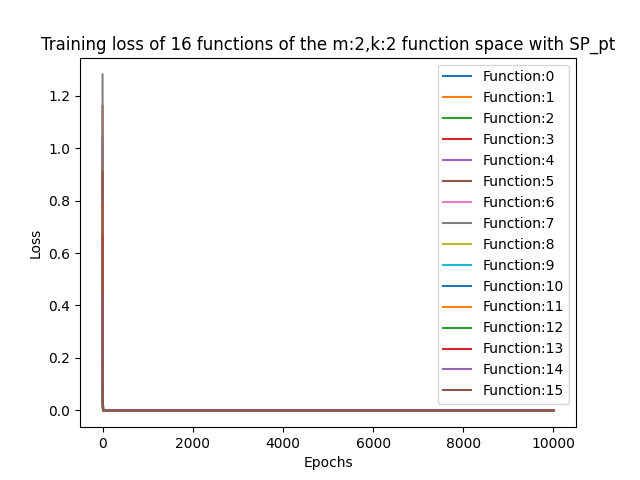 Training loss of 16 functions of the m:2,k:2 function space with SP_pt
1.2
1.0
0.8
0.6
0.4
0.2
0.0
Loss
0 2000 4000 6000 8000 10000
Epochs
Function:0
Function:1
Function:2
Function:3
Function:4
Function:5
Function:6
Function:7
Function:8
Function:9
Function:10
Function:11
Function:12
Function:13
Function:14
Function:15